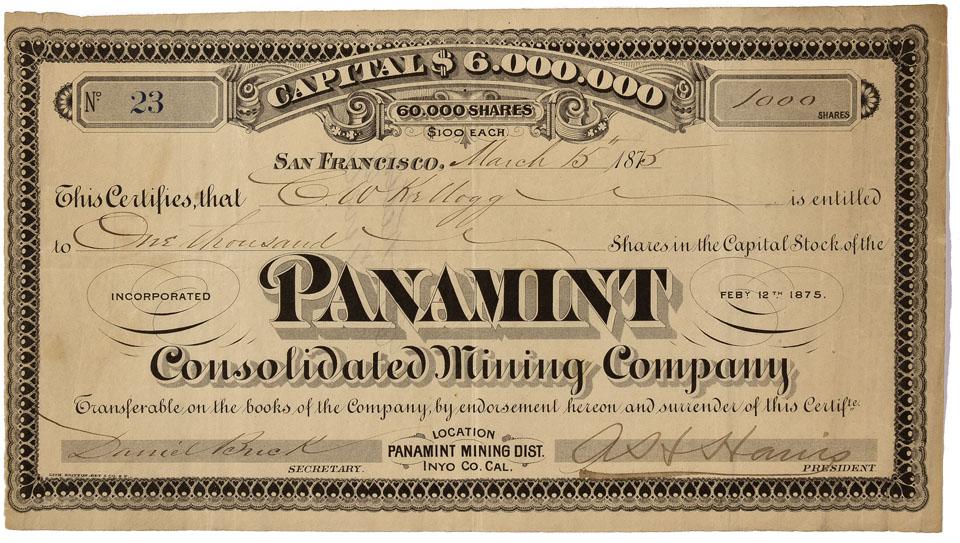 CAPITAL $ 6.000.000
No 23
60.000 SHARES
1000 SHARES
$100 EACH
SAN FRANCISCO, March 15th 1875
This Certifies, that E. W. Kellogg is entitled
to One thousand Shares in the Capital Stock of the
INCORPORATED
PANAMINT
FEBY 12TH 1875.
Consolidated Mining Company
Transferable on the books of the Company, by endorsement hereon and surrender of this Certifte.
LOCATION
Daniel Buck
PANAMINT MINING DIST.
SECRETARY.
INYO CO. CAL.
PRESIDENT